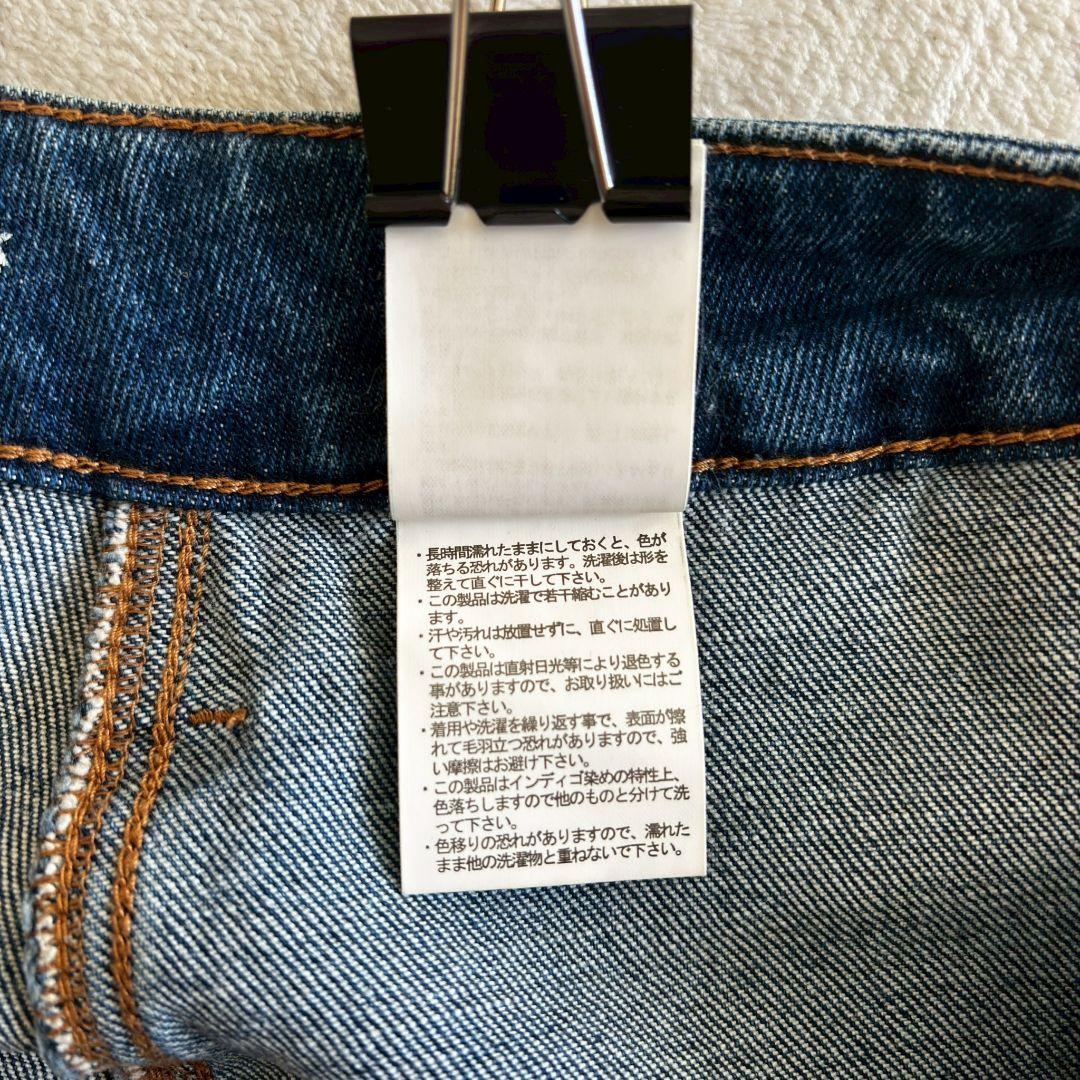 ・長時間濡れたままにしておくと、色が
落ちる恐れがあります。洗濯後は形を
整えて直ぐに干して下さい。
・この製品は洗濯で若干縮むことがあり
ます。
・汗や汚れは放置せずに、直ぐに処置し
て下さい。
・この製品は直射日光等により退色する
事がありますので、お取り扱いにはご
注意下さい。
・着用や洗濯を繰り返す事で、表面が擦
れて毛羽立つ恐れがありますので、強
い摩擦はお避け下さい。
・この製品はインディゴ染めの特性上、
色落ちしますので他のものと分けて洗
って下さい。
・色移りの恐れがありますので、濡れた
まま他の洗濯物と重ねないで下さい。